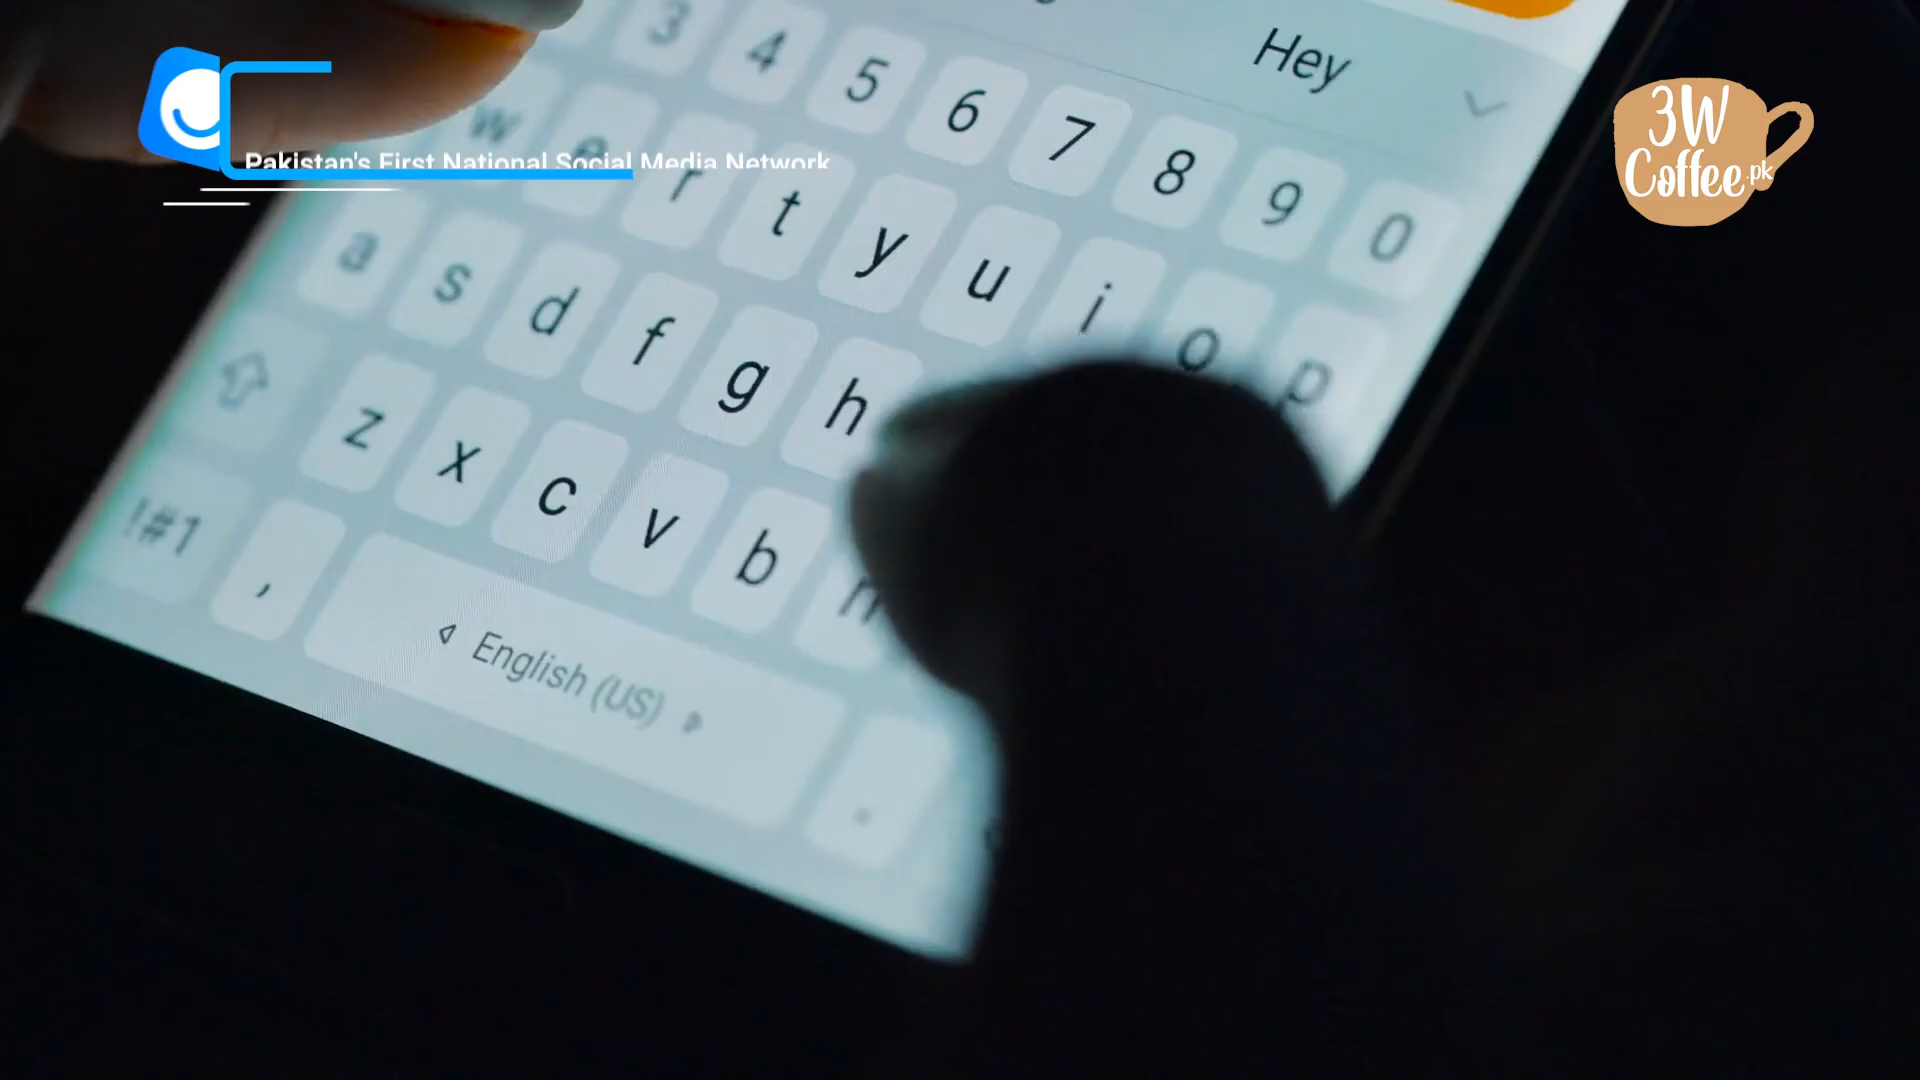 Pakistan's First National Social Media Network
Hey
3W
Coffee.pk
3 4 5 6 7 8 9 0
w e r t y u i o p
a s d f g h
z x c v b n
!#1 , English (US) .